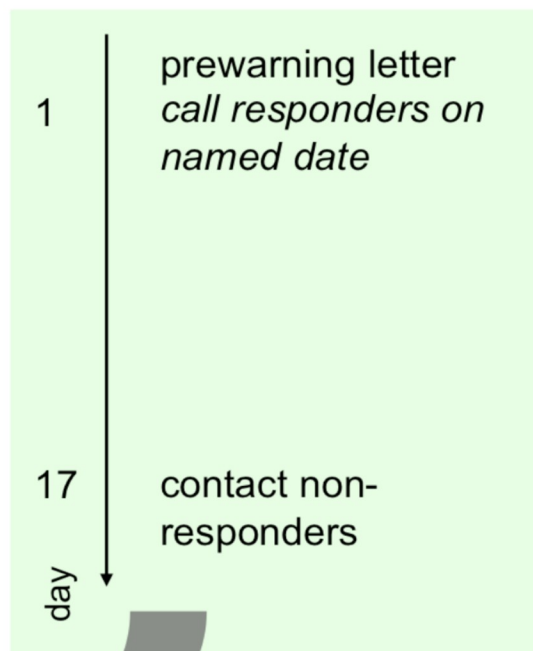 prewarning letter
1
call responders on
named date
17
contact non-
responders
day